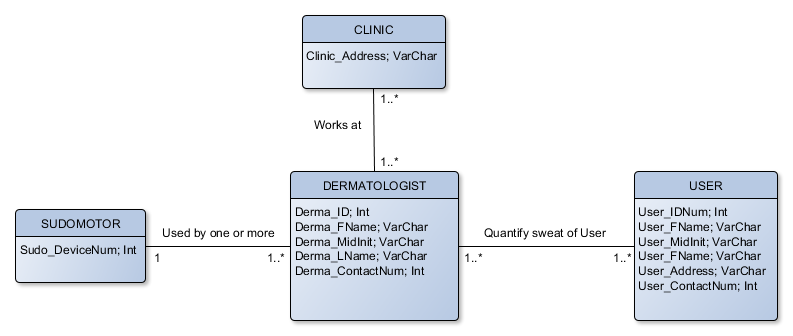 CLINIC
Clinic_Address; VarChar
1..*
Works at
1..*
DERMATOLOGIST
Derma_ID; Int
Derma_FName; VarChar
Derma_MidInit; VarChar
Derma_LName; VarChar
Derma_ContactNum; Int
USER
User_IDNum; Int
User_FName; VarChar
User_MidInit; VarChar
User_FName; VarChar
User_Address; VarChar
User_ContactNum; Int
SUDOMOTOR
Sudo_DeviceNum; Int
Used by one or more
1
1..*
Quantify sweat of User
1..*
1..*